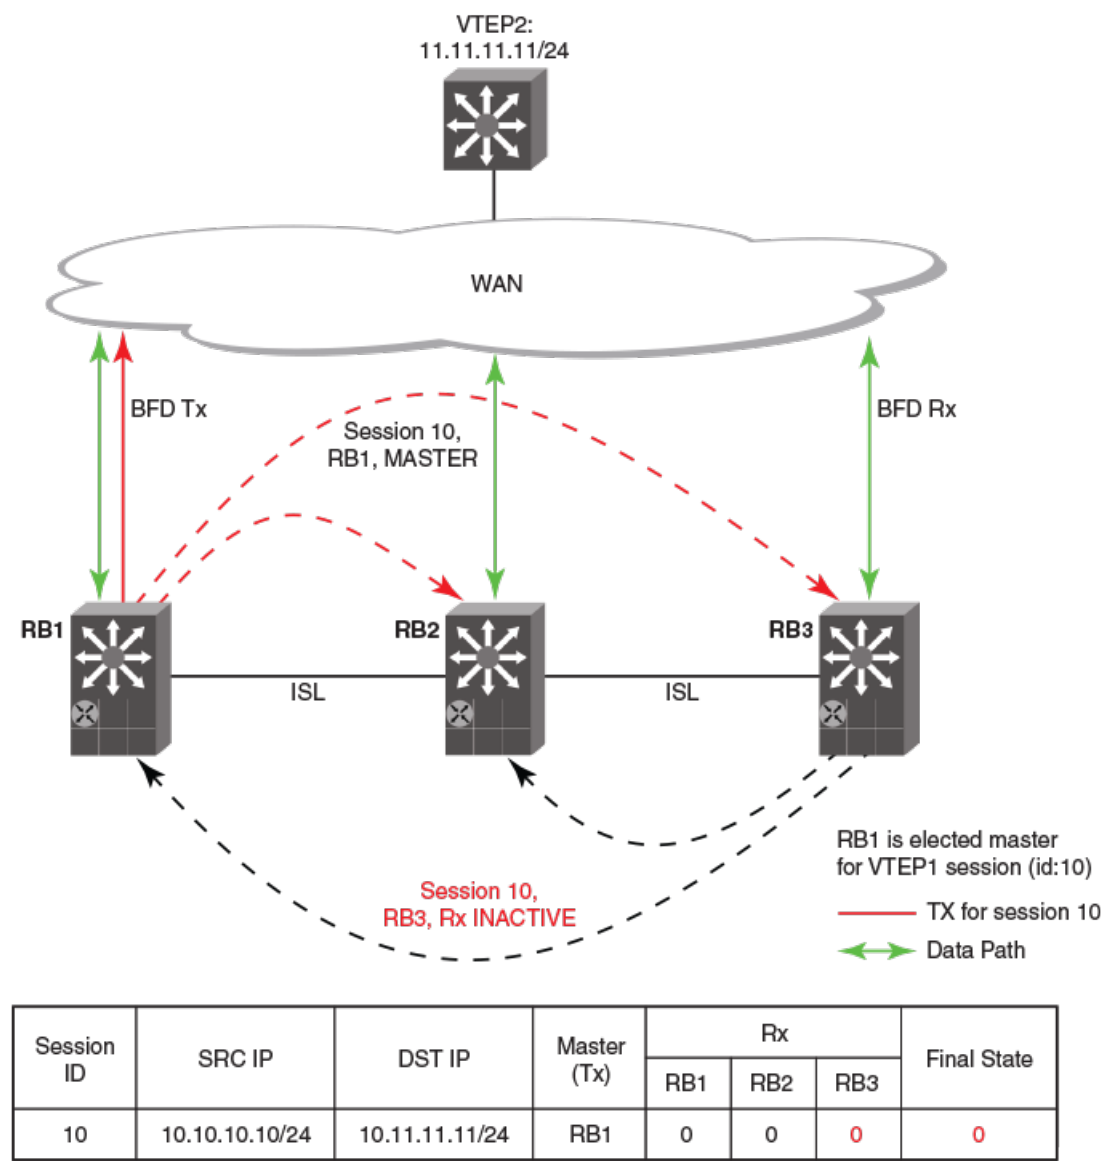 VTEP2:
11.11.11.11/24
WAN
BFD Tx
BFD Rx
Session 10,
RB1, MASTER
RB1
RB2
RB3
ISL
ISL
RB1 is elected master
for VTEP1 session (id:10)
Session 10,
RB3, Rx INACTIVE
TX for session 10
Data Path
Session ID
SRC IP
DST IP
Master (Tx)
Rx
Final State
RB1
RB2
RB3
10
10.10.10.10/24
10.11.11.11/24
RB1
0
0
0
0